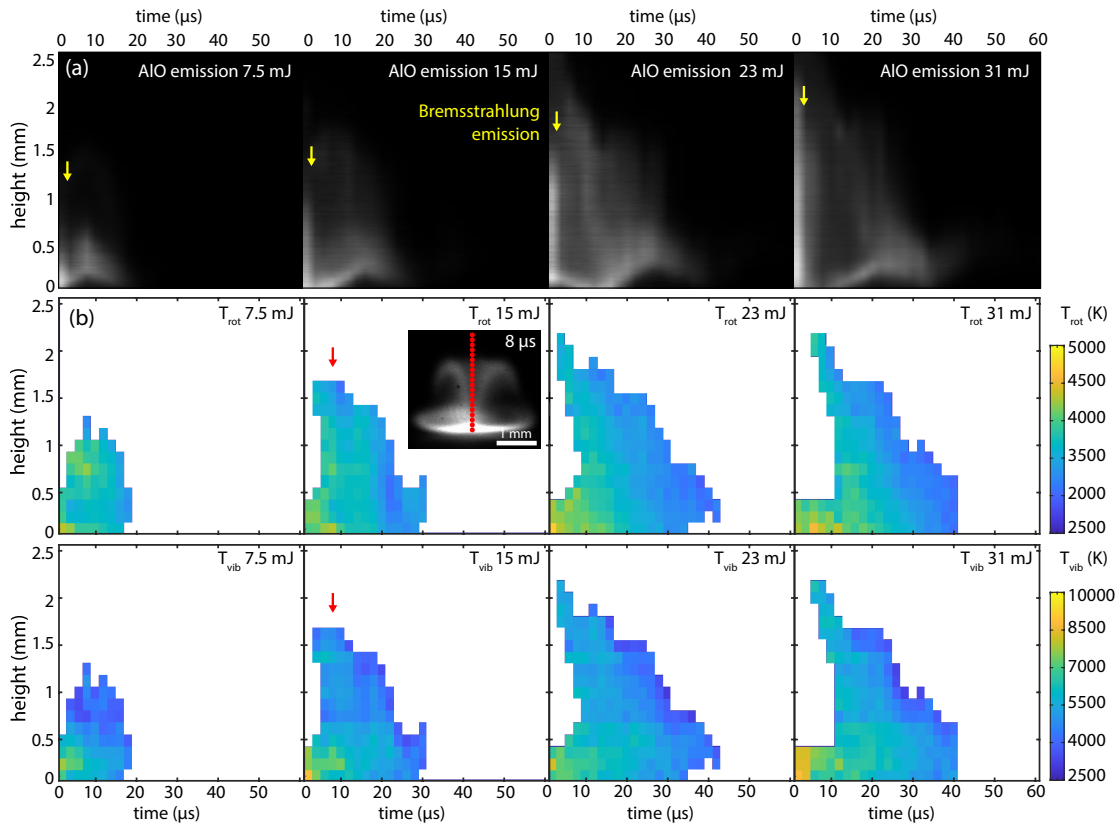 time (µs) time (µs) time (µs) time (µs)
0 10 20 30 40 50 0 10 20 30 40 50 0 10 20 30 40 50 0 10 20 30 40 50 60
2.5
2
1.5
1
0.5
0
height (mm)
(a)
AlO emission 7.5 mJ
AlO emission 15 mJ
AlO emission 23 mJ
AlO emission 31 mJ
Bremsstrahlung
emission
2.5
2
1.5
1
0.5
0
height (mm)
(b)
Trot 7.5 mJ
Trot 15 mJ
8 µs
1 mm
Trot 23 mJ
Trot 31 mJ
Trot (K)
5000
4500
4000
3500
3000
2000
2500
2.5
2
1.5
1
0.5
0
height (mm)
Tvib 7.5 mJ
Tvib 15 mJ
Tvib 23 mJ
Tvib 31 mJ
Tvib (K)
10000
8500
7000
6000
5000
4000
2500
0 10 20 30 40 50 0 10 20 30 40 50 0 10 20 30 40 50 0 10 20 30 40 50 60
time (µs) time (µs) time (µs) time (µs)